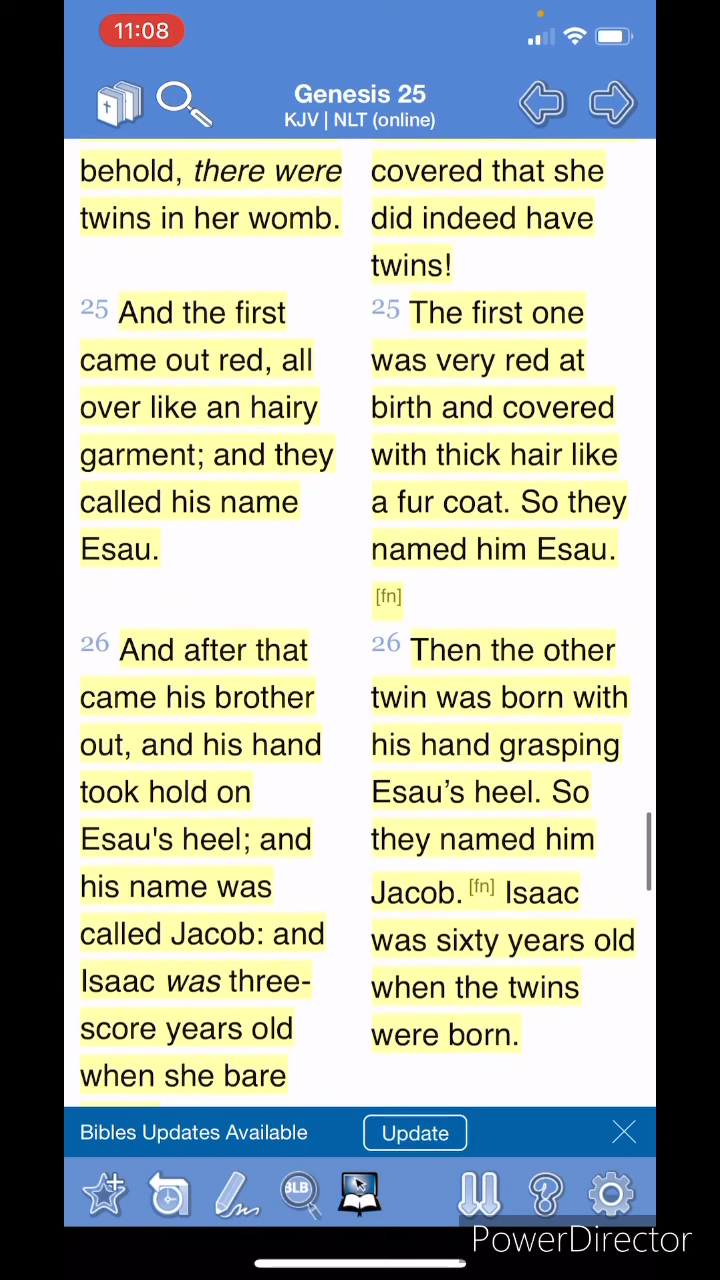 11:08
Genesis 25
KJV | NLT (online)
behold, there were
twins in her womb.
25 And the first
came out red, all
over like an hairy
garment; and they
called his name
Esau.
26 And after that
came his brother
out, and his hand
took hold on
Esau's heel; and
his name was
called Jacob: and
Isaac was three-
score years old
when she bare
covered that she
did indeed have
twins!
25 The first one
was very red at
birth and covered
with thick hair like
a fur coat. So they
named him Esau.
[fn]
26 Then the other
twin was born with
his hand grasping
Esau’s heel. So
they named him
Jacob. [fn] Isaac
was sixty years old
when the twins
were born.
Bibles Updates Available
Update
BLB
PowerDirector